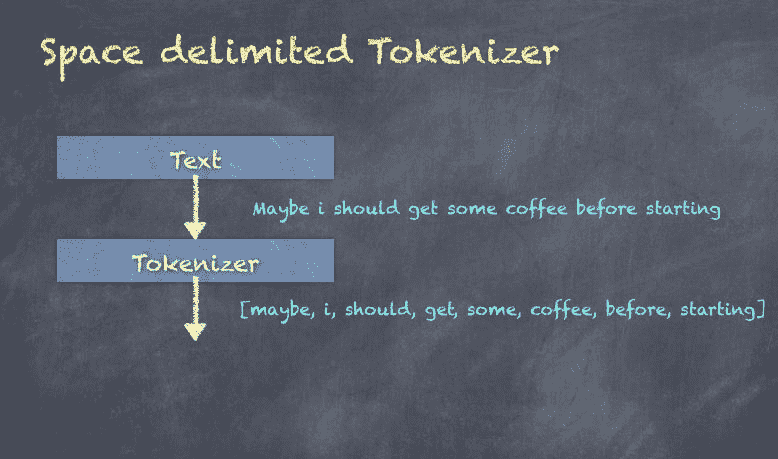 Space delimited Tokenizer
Text
Maybe i should get some coffee before starting
Tokenizer
[maybe, i, should, get, some, coffee, before, starting]